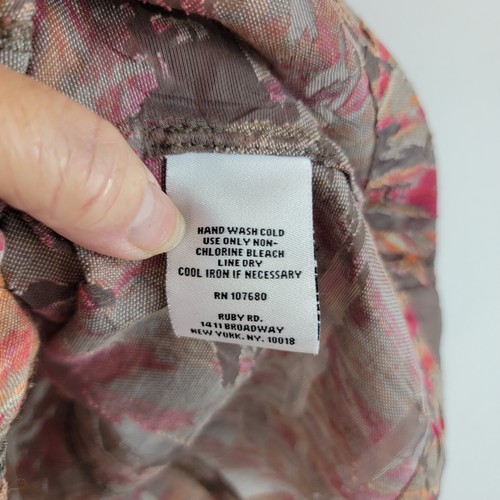 HAND WASH COLD
USE ONLY NON-
CHLORINE BLEACH
LINE DRY
COOL IRON IF NECESSARY
RN 107680
RUBY RD.
1411 BROADWAY
NEW YORK, NY. 10018